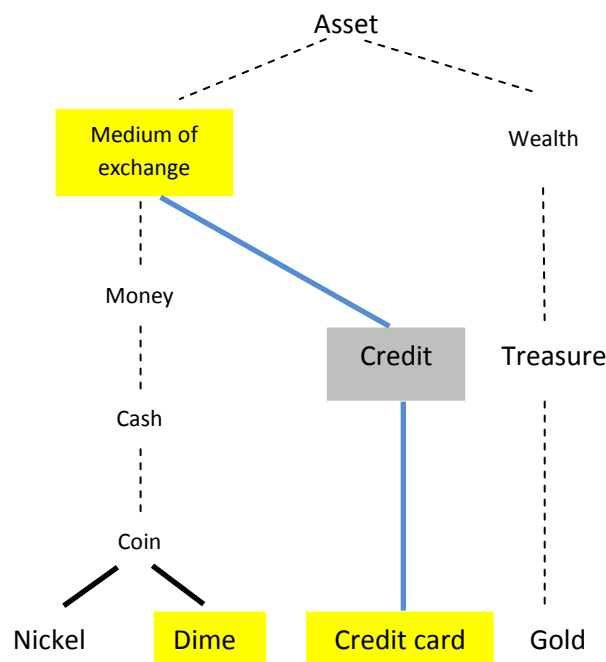 Asset
Medium of
exchange
Wealth
Money
Credit
Treasure
Cash
Coin
Nickel
Dime
Credit card
Gold